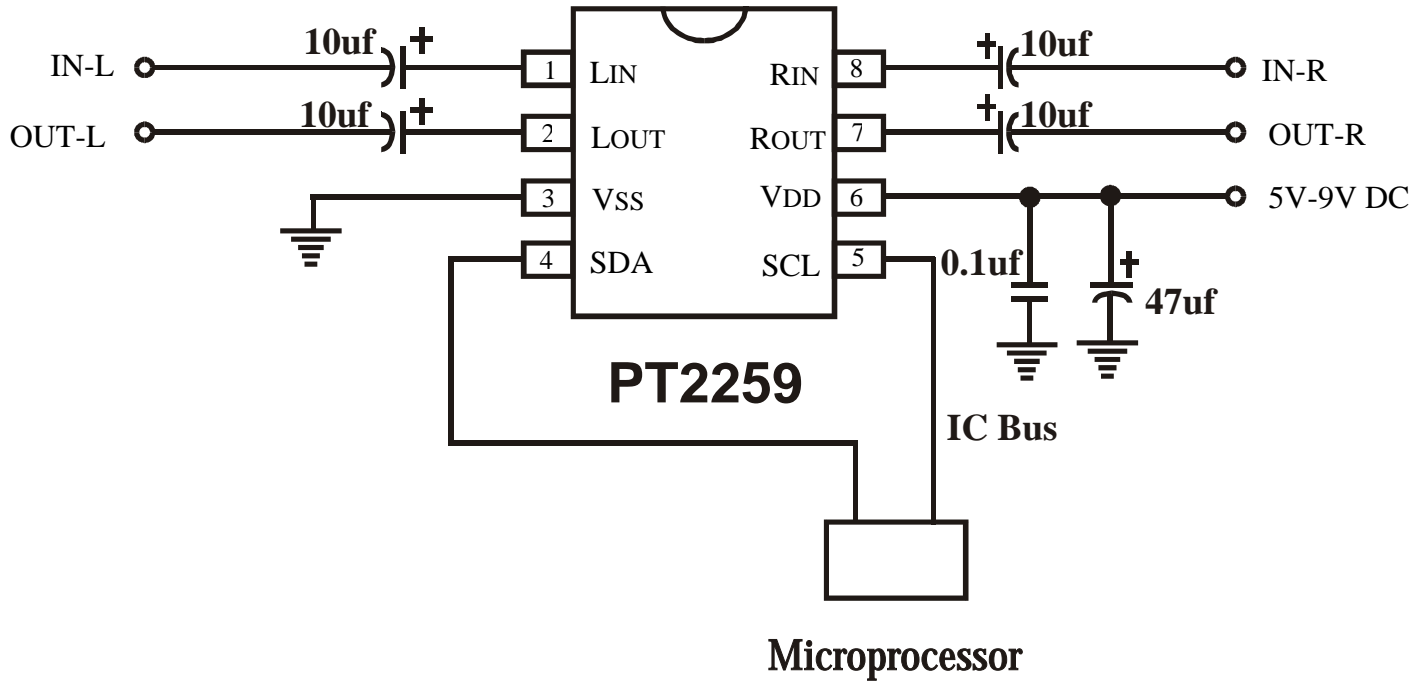 10uf
+
+
10uf
IN-L
1
LIN
RIN
8
IN-R
10uf
+
+
10uf
OUT-L
2
LOUT
ROUT
7
OUT-R
3
VSS
VDD
6
5V-9V DC
4
SDA
SCL
5
0.1uf
+
47uf
PT2259
IC Bus
Microprocessor